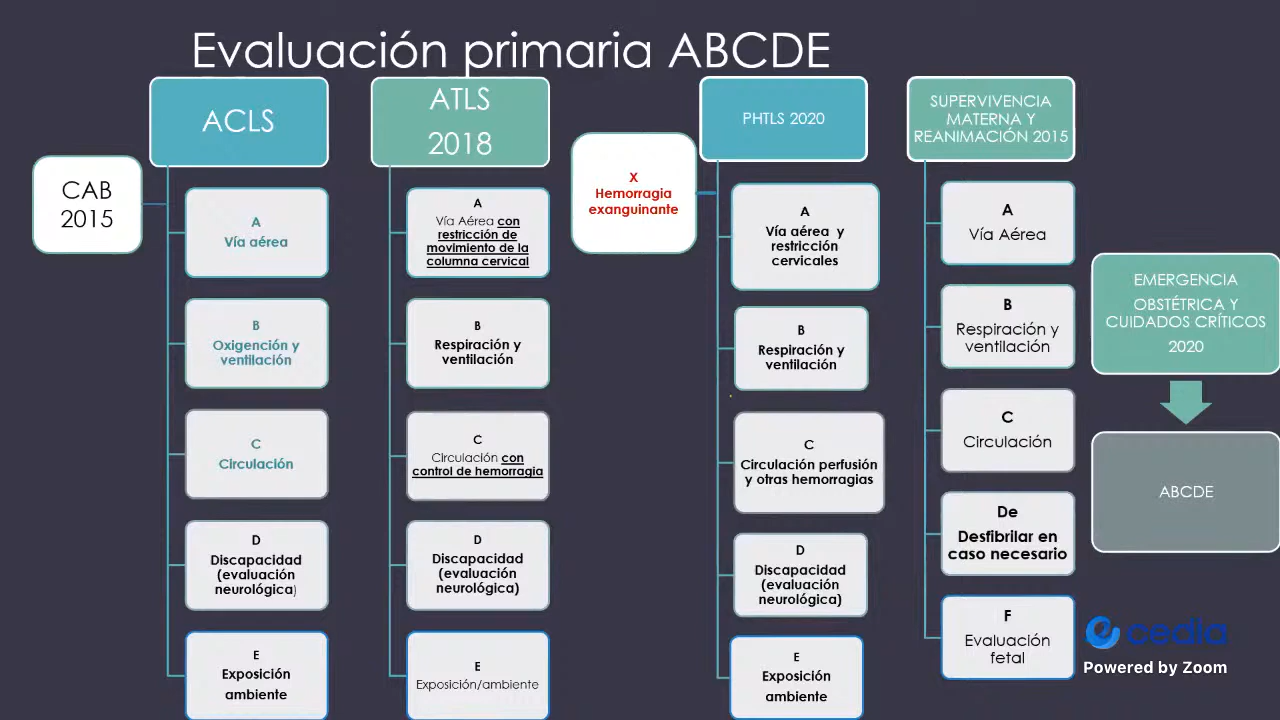 Evaluación primaria ABCDE
ACLS
CAB
2015
A
Vía aérea
B
Oxigención y
ventilación
C
Circulación
D
Discapacidad
(evaluación
neurológica)
E
Exposición
ambiente
ATLS
2018
A
Vía Aérea con
restricción de
movimiento de la
columna cervical
B
Respiración y
ventilación
C
Circulación con
control de hemorragia
D
Discapacidad
(evaluación
neurológica)
E
Exposición/ambiente
PHTLS 2020
X
Hemorragia
exanguinante
A
Vía aérea y
restricción
cervicales
B
Respiración y
ventilación
C
Circulación perfusión
y otras hemorragias
D
Discapacidad
(evaluación
neurológica)
E
Exposición
ambiente
SUPERVIVENCIA
MATERNA Y
REANIMACIÓN 2015
A
Vía Aérea
B
Respiración y
ventilación
C
Circulación
De
Desfibrilar en
caso necesario
F
Evaluación
fetal
EMERGENCIA
OBSTÉTRICA Y
CUIDADOS CRÍTICOS
2020
ABCDE
cedia
Powered by Zoom